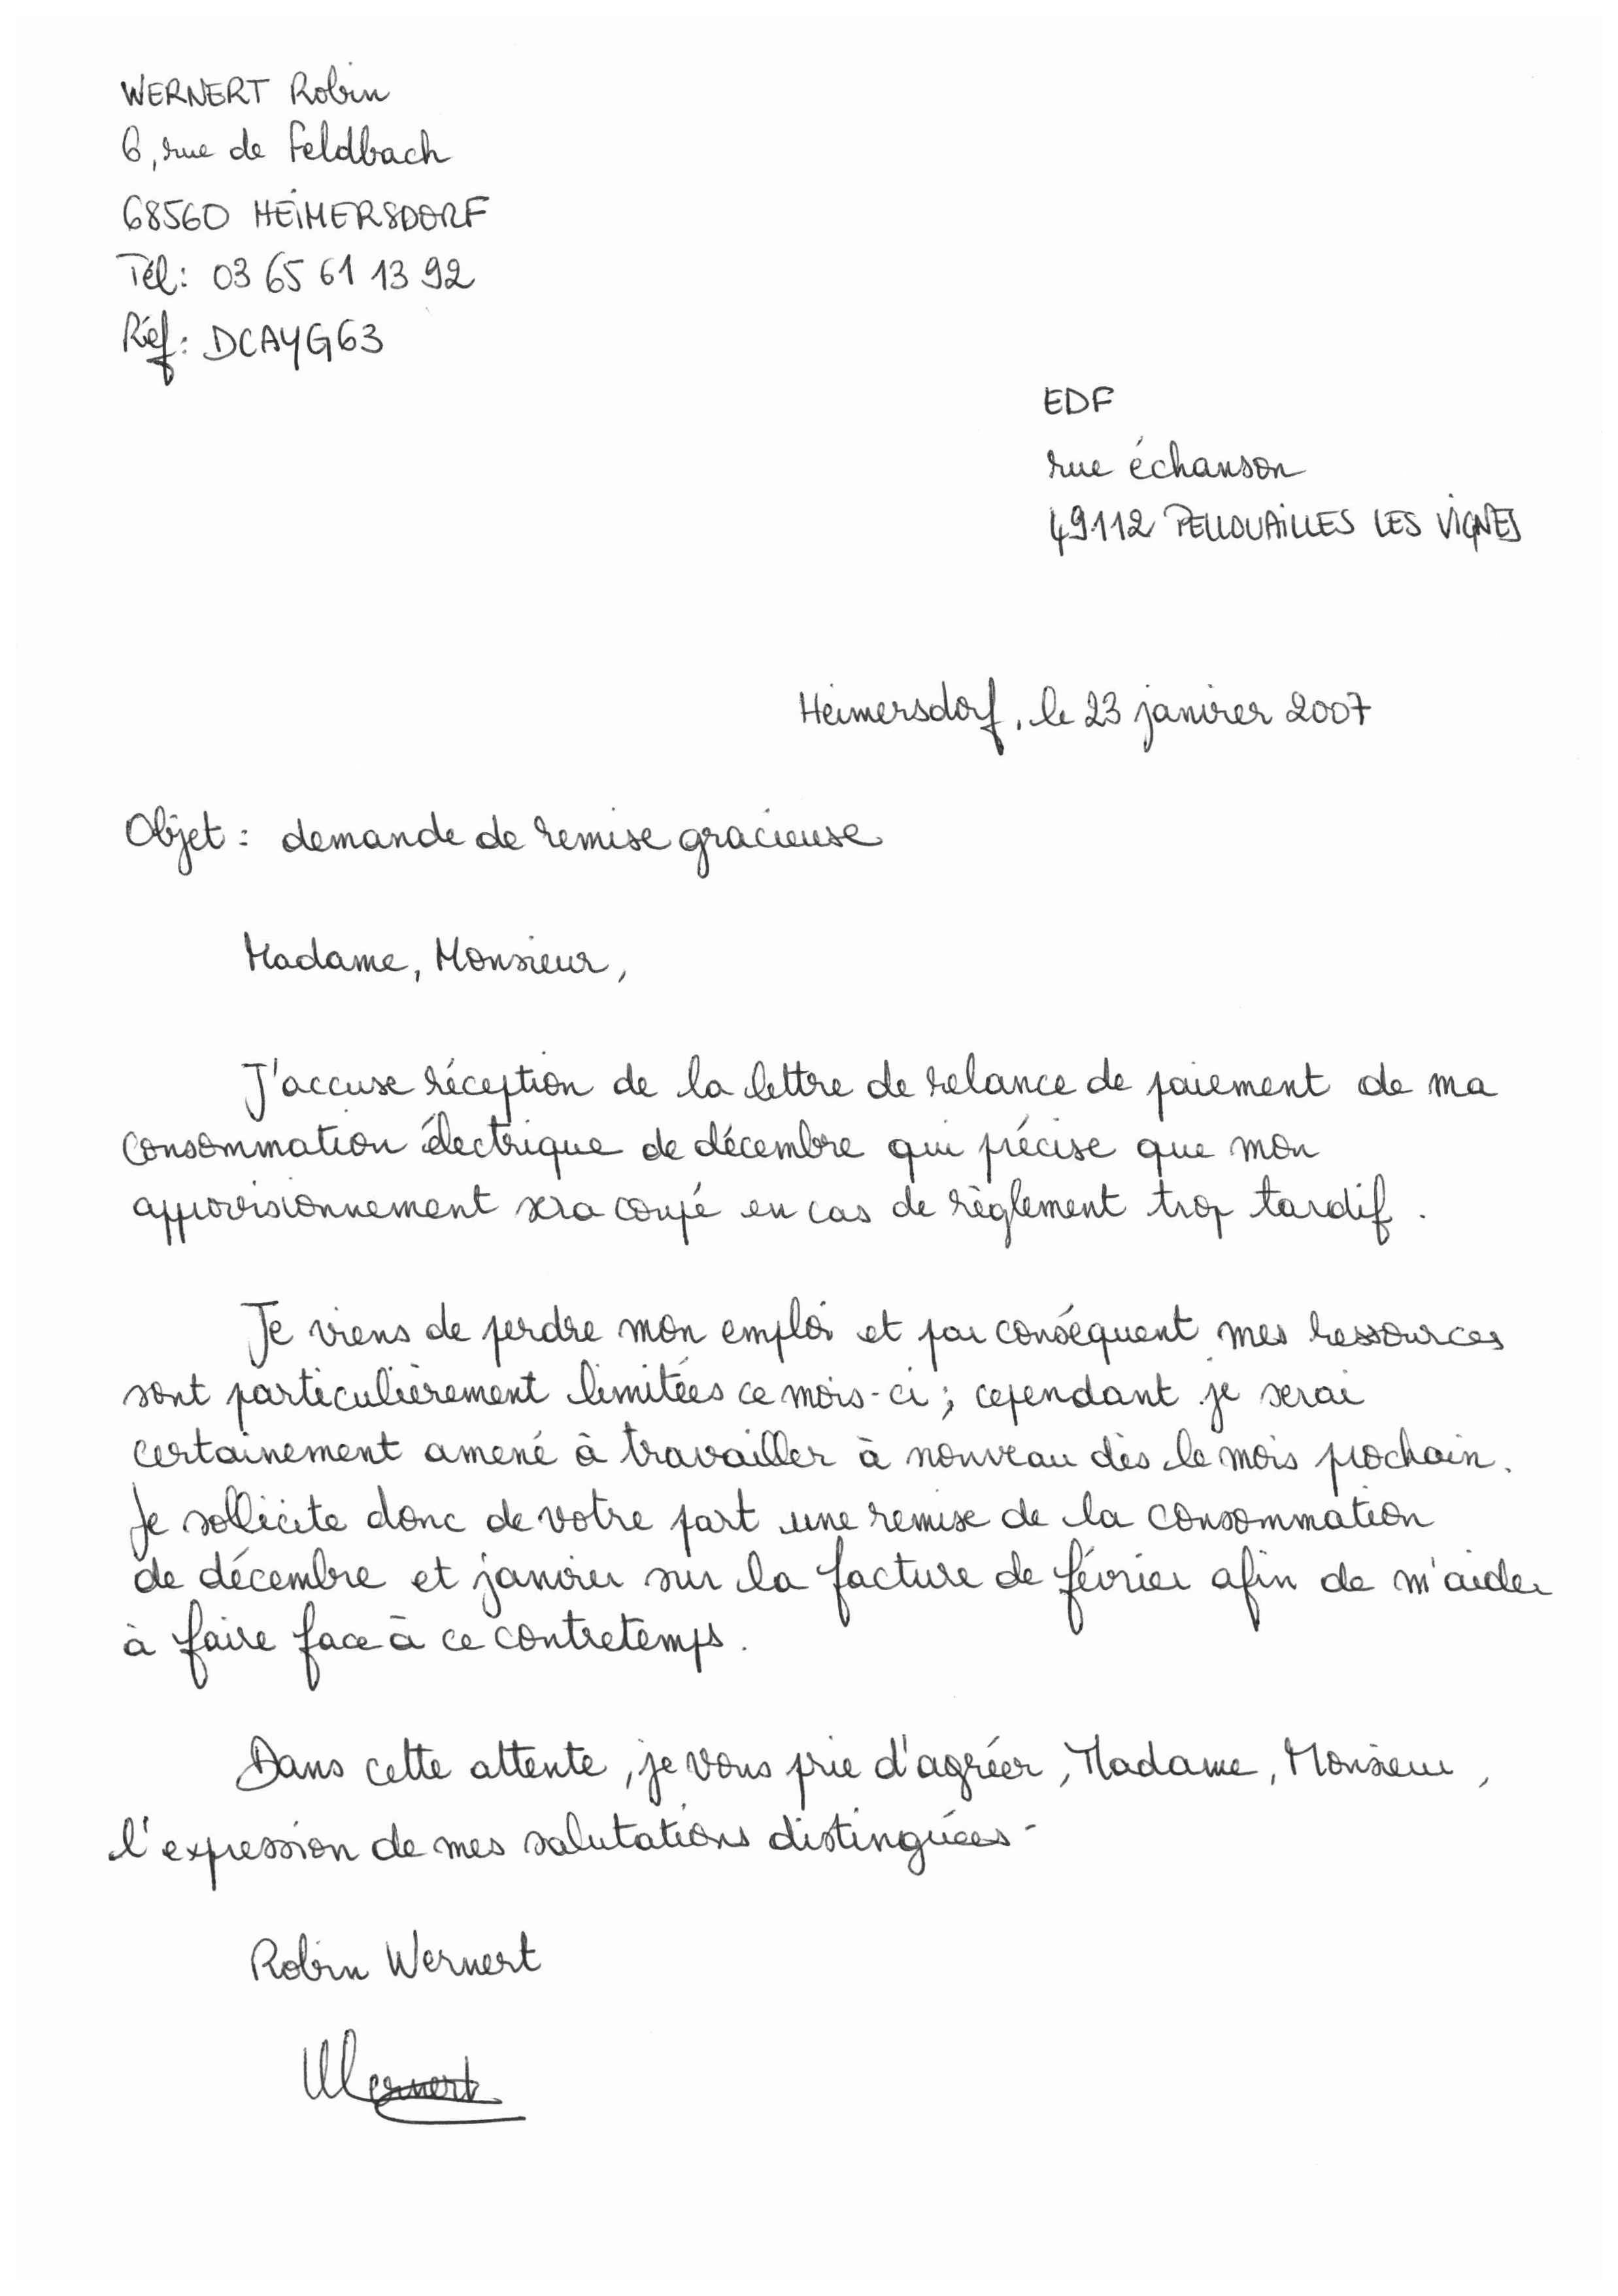 WERNERT Robin
6, rue de Feldbach
68560 HEIMERSDORF
Tél: 03 65 61 13 92
Réf: DCAYG63
EDF
rue échanson
49112 PELLOUAILLES LES VIGNES
Heimersdorf, le 23 janvier 2007
Objet : demande de remise gracieuse
Madame, Monsieur,
J'accuse réception de la lettre de relance de paiement de ma
consommation électrique de décembre qui précise que mon
approvisionnement sera coupé en cas de règlement trop tardif.
Je viens de perdre mon emploi et par conséquent mes ressources
sont particulièrement limitées ce mois-ci ; cependant je serai
certainement amené à travailler à nouveau dès le mois prochain.
Je sollicite donc de votre part une remise de la consommation
de décembre et janvier sur la facture de février afin de m'aider
à faire face à ce contretemps.
Dans cette attente, je vous prie d'agréer, Madame, Monsieur,
l'expression de mes salutations distinguées.
Robin Wernert
Wernert